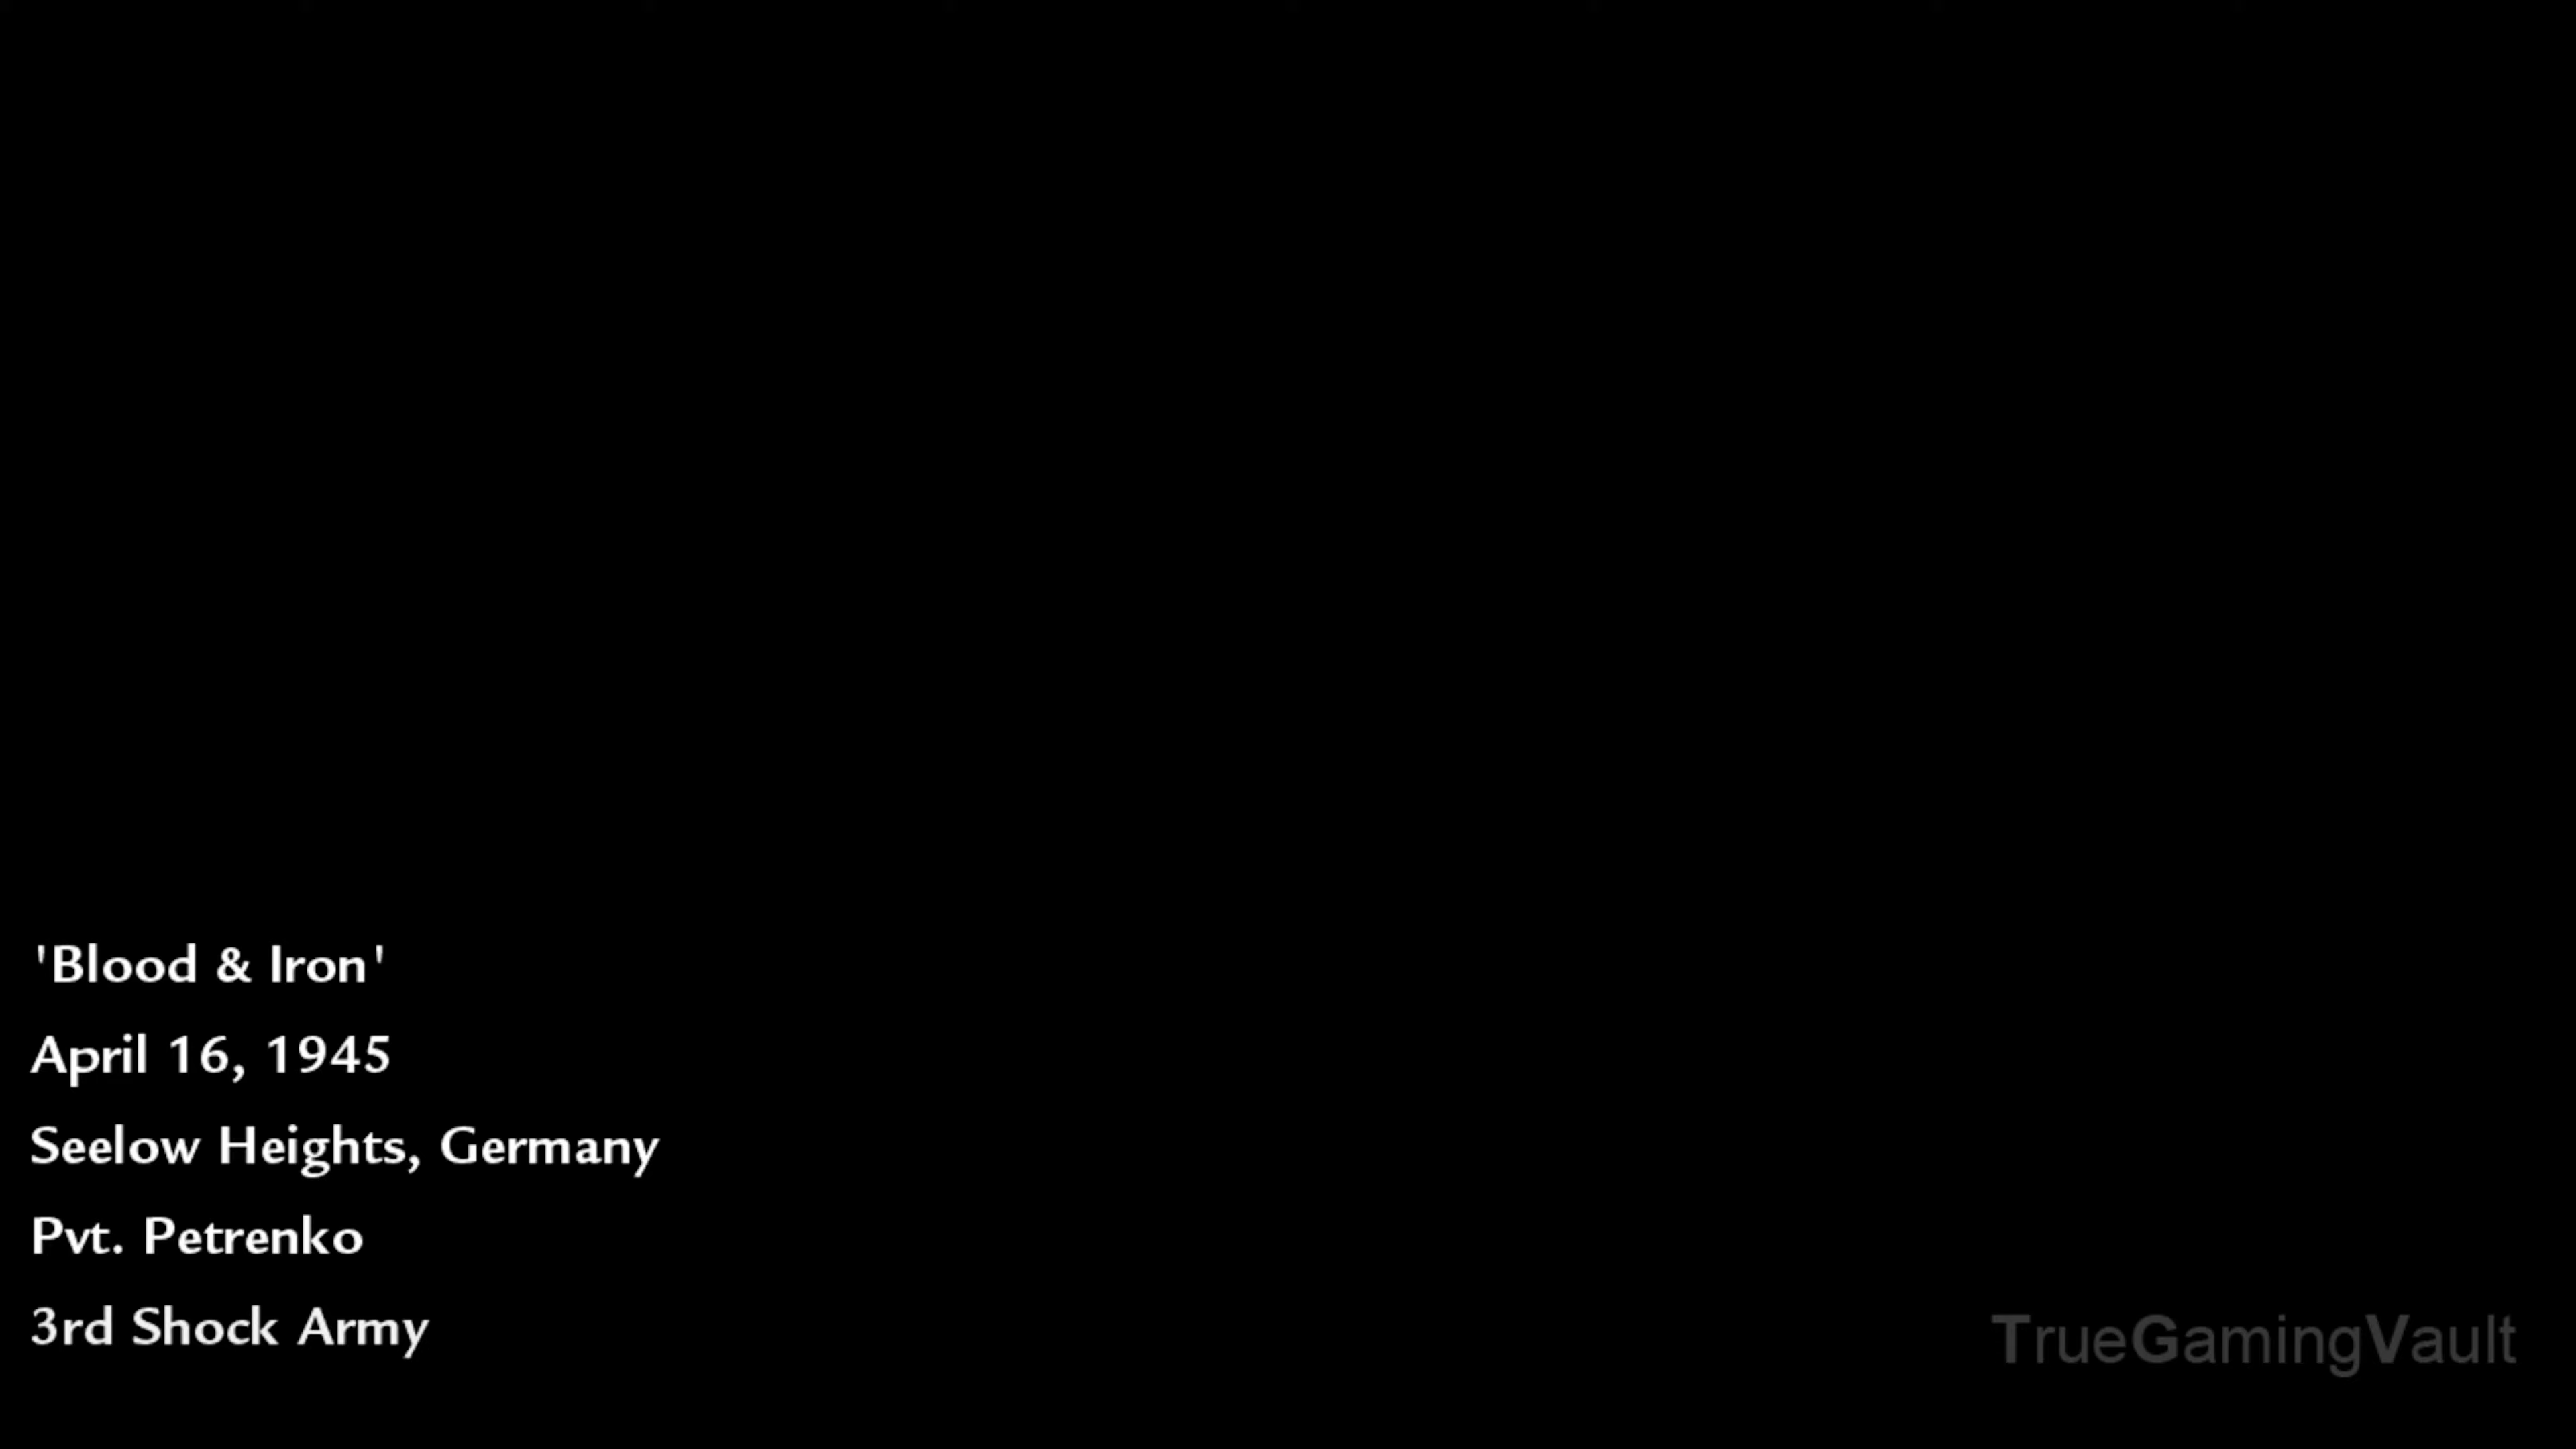 'Blood & Iron'
April 16, 1945
Seelow Heights, Germany
Pvt. Petrenko
3rd Shock Army
TrueGamingVault